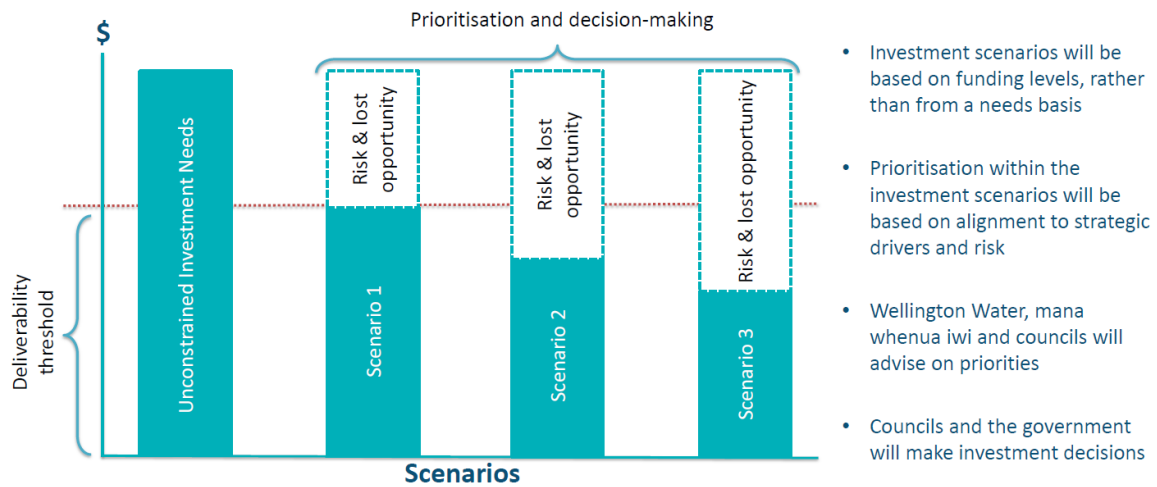 Prioritisation and decision-making
$
Unconstrained Investment Needs
Risk & lost
opportunity
Scenario 1
Risk & lost
opportunity
Scenario 2
Risk & lost opportunity
Scenario 3
Deliverability
threshold
Scenarios
• Investment scenarios will be
based on funding levels, rather
than from a needs basis
• Prioritisation within the
investment scenarios will be
based on alignment to strategic
drivers and risk
• Wellington Water, mana
whenua iwi and councils will
advise on priorities
• Councils and the government
will make investment decisions